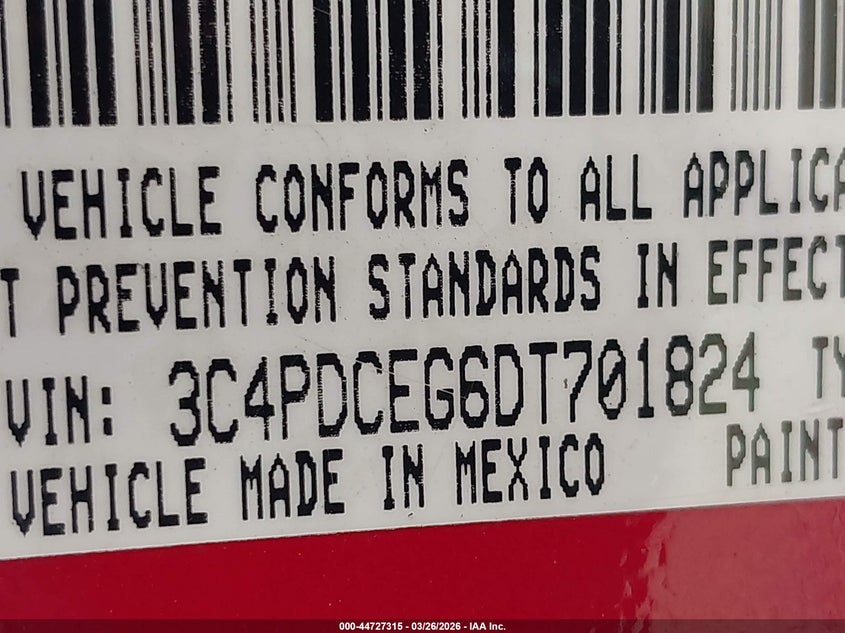 VEHICLE CONFORMS TO ALL APPLICA
T PREVENTION STANDARDS IN EFFECT
VIN: 3C4PDCEG6DT701824 TY
VEHICLE MADE IN MEXICO PAINT
000-44727315 - 03/26/2026 - IAA Inc.